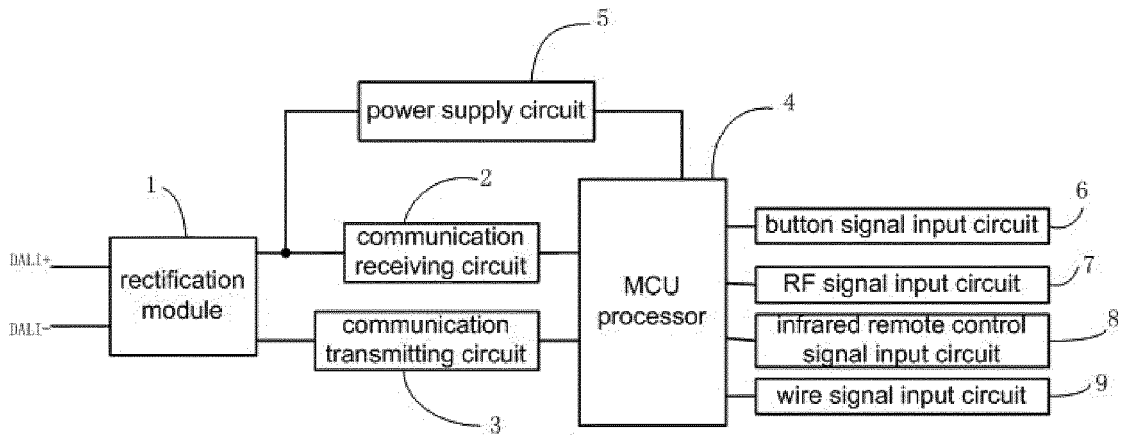 5
power supply circuit
4
1
2
6
button signal input circuit
communication
receiving circuit
DALI+
rectification
module
DALI-
MCU
processor
7
RF signal input circuit
communication
transmitting circuit
8
infrared remote control
signal input circuit
9
wire signal input circuit
3